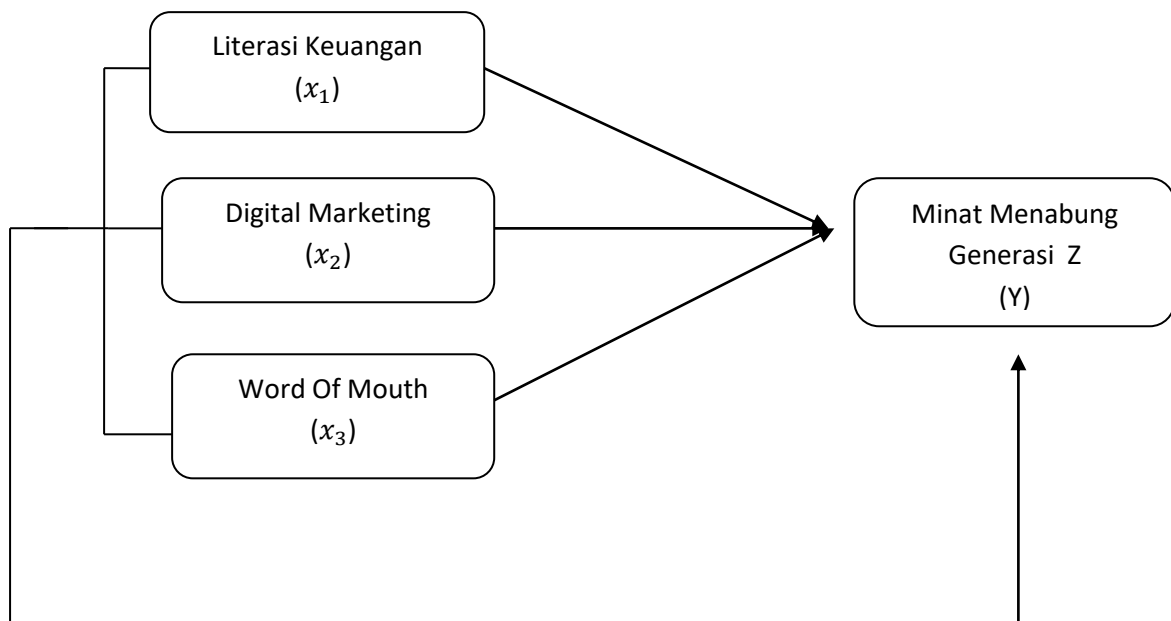 Literasi Keuangan
(𝑥₁)
Digital Marketing
(𝑥₂)
Minat Menabung
Generasi Z
(Y)
Word Of Mouth
(𝑥₃)